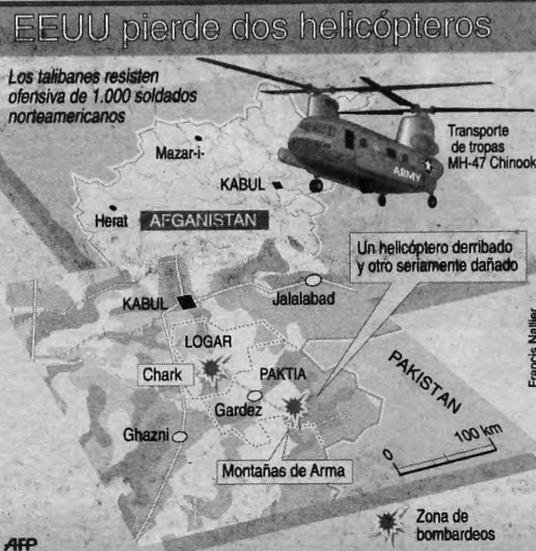 EEUU pierde dos helicópteros
Los talibanes resisten
ofensiva de 1.000 soldados
norteamericanos
Transporte
de tropas
MH-47 Chinook
ARMY
Mazar-i-
KABUL
Herat
AFGANISTAN
Un helicóptero derribado
y otro seriamente dañado
KABUL
Jalalabad
LOGAR
Chark
PAKTIA
Gardez
PAKISTAN
Ghazni
0 100 km
Montañas de Arma
Zona de
bombardeos
Francis Nallier
AFP